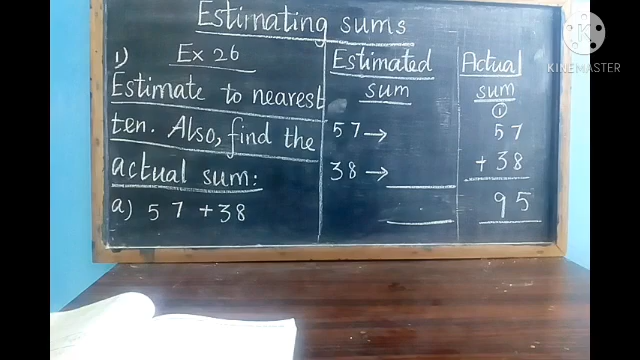 Estimating sums
1) Ex 26
Estimate to nearest
ten. Also, find the
actual sum:
a) 57 + 38
Estimated
sum
57 →
38 →
Actual
sum
1
57
+ 38
95
KINEMASTER